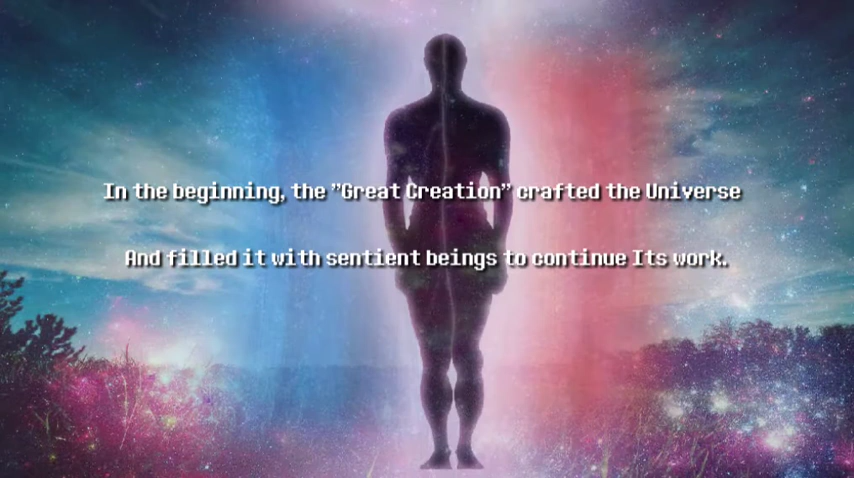 In the beginning, the ”Great Creation” crafted the Universe
And filled it with sentient beings to continue Its work.